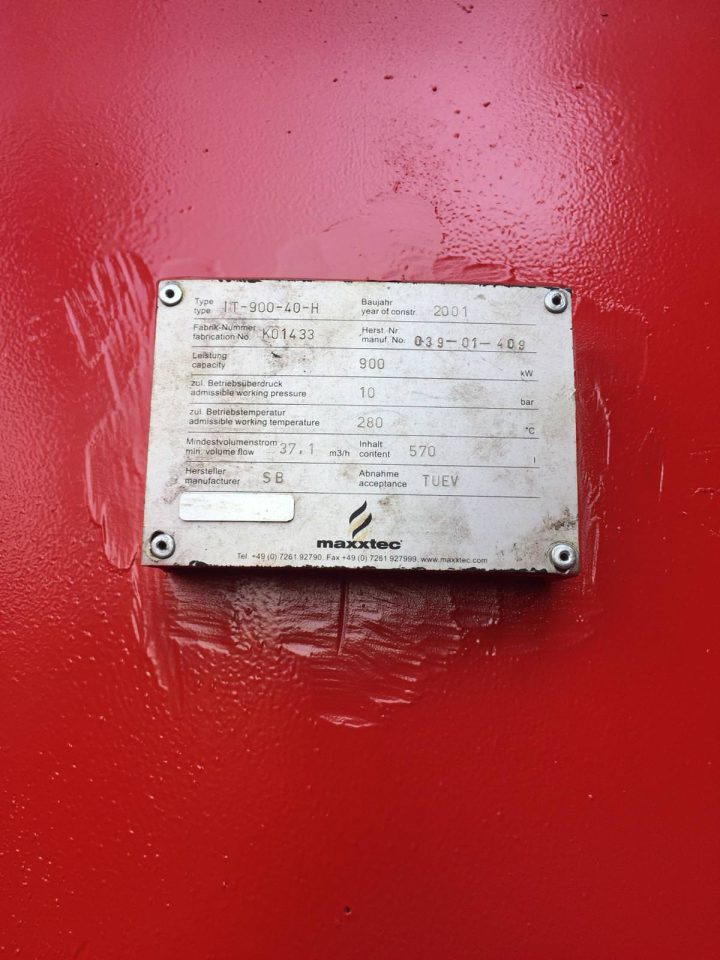 Type
type IT-900-40-H Baujahr
year of constr. 2001
Fabrik-Nummer
fabrication No. K01433 Herst.-Nr
manuf. No. 039-01-409
Leistung
capacity 900 kW
zul. Betriebsüberdruck
admissible working pressure 10 bar
zul. Betriebstemperatur
admissible working temperature 280 °C
Mindestvolumenstrom
min. volume flow 37,1 m3/h Inhalt
content 570 l
Hersteller
manufacturer SB Abnahme
acceptance TUEV
maxxtec
Tel. +49 (0) 7261 92790, Fax +49 (0) 7261 927999, www.maxxtec.com